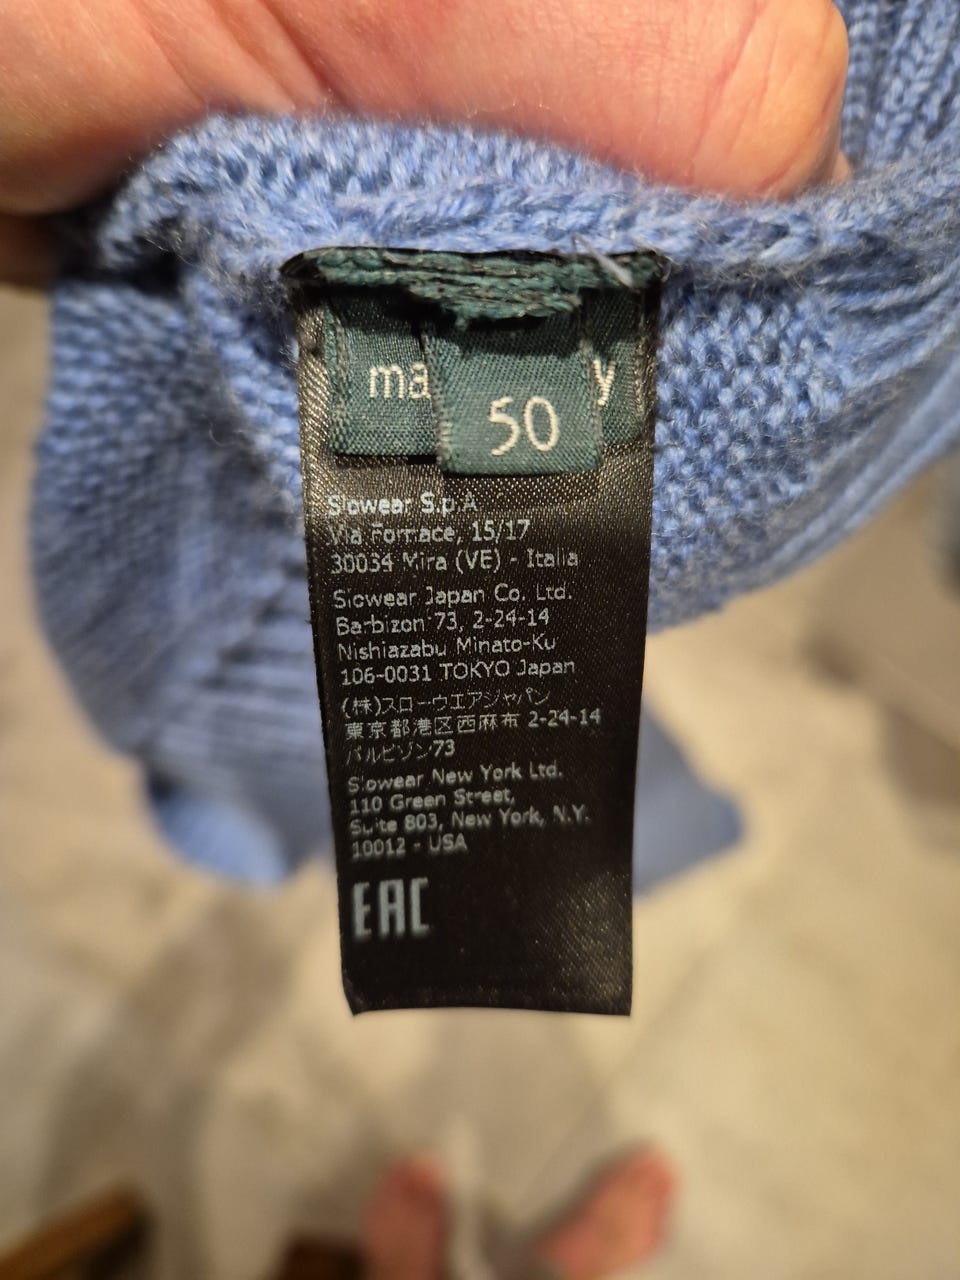 ma y
50
Slowear S.p.A
Via Fornace, 15/17
30034 Mira (VE) - Italia
Slowear Japan Co. Ltd.
Barbizon 73, 2-24-14
Nishiazabu Minato-Ku
106-0031 TOKYO Japan
(株)スローウエアジャパン
東京都港区西麻布 2-24-14
バルビゾン73
Slowear New York Ltd.
110 Green Street,
Suite 803, New York, N.Y.
10012 - USA
EAC